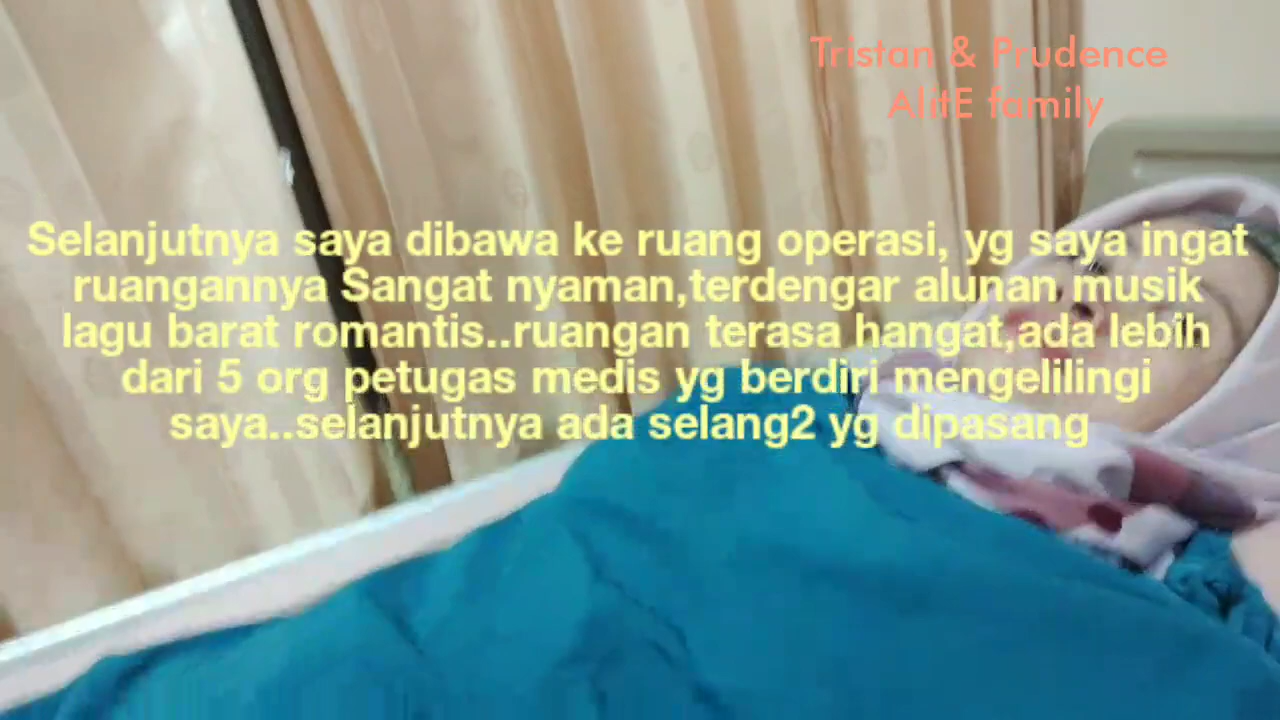 Tristan & Prudence
AlitE family
Selanjutnya saya dibawa ke ruang operasi, yg saya ingat
ruangannya Sangat nyaman,terdengar alunan musik
lagu barat romantis..ruangan terasa hangat,ada lebih
dari 5 org petugas medis yg berdiri mengelilingi
saya..selanjutnya ada selang2 yg dipasang